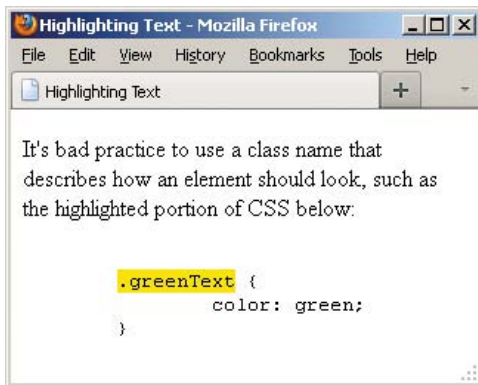 Highlighting Text - Mozilla Firefox
File Edit View History Bookmarks Tools Help
Highlighting Text
It's bad practice to use a class name that
describes how an element should look, such as
the highlighted portion of CSS below:
.greenText {
color: green;
}